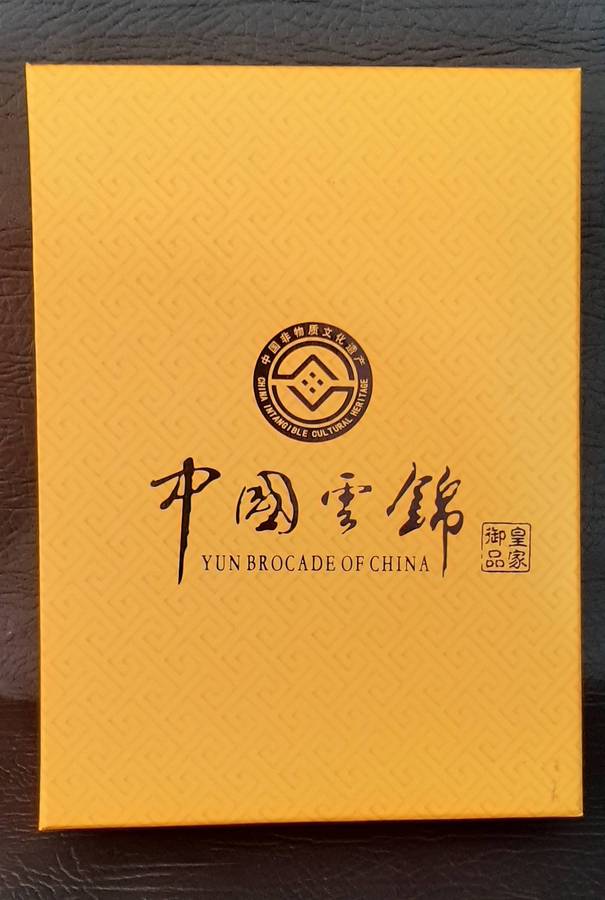 中国非物质文化遗产
CHINA INTANGIBLE CULTURAL HERITAGE
中國雲錦
YUN BROCADE OF CHINA
皇家
御品